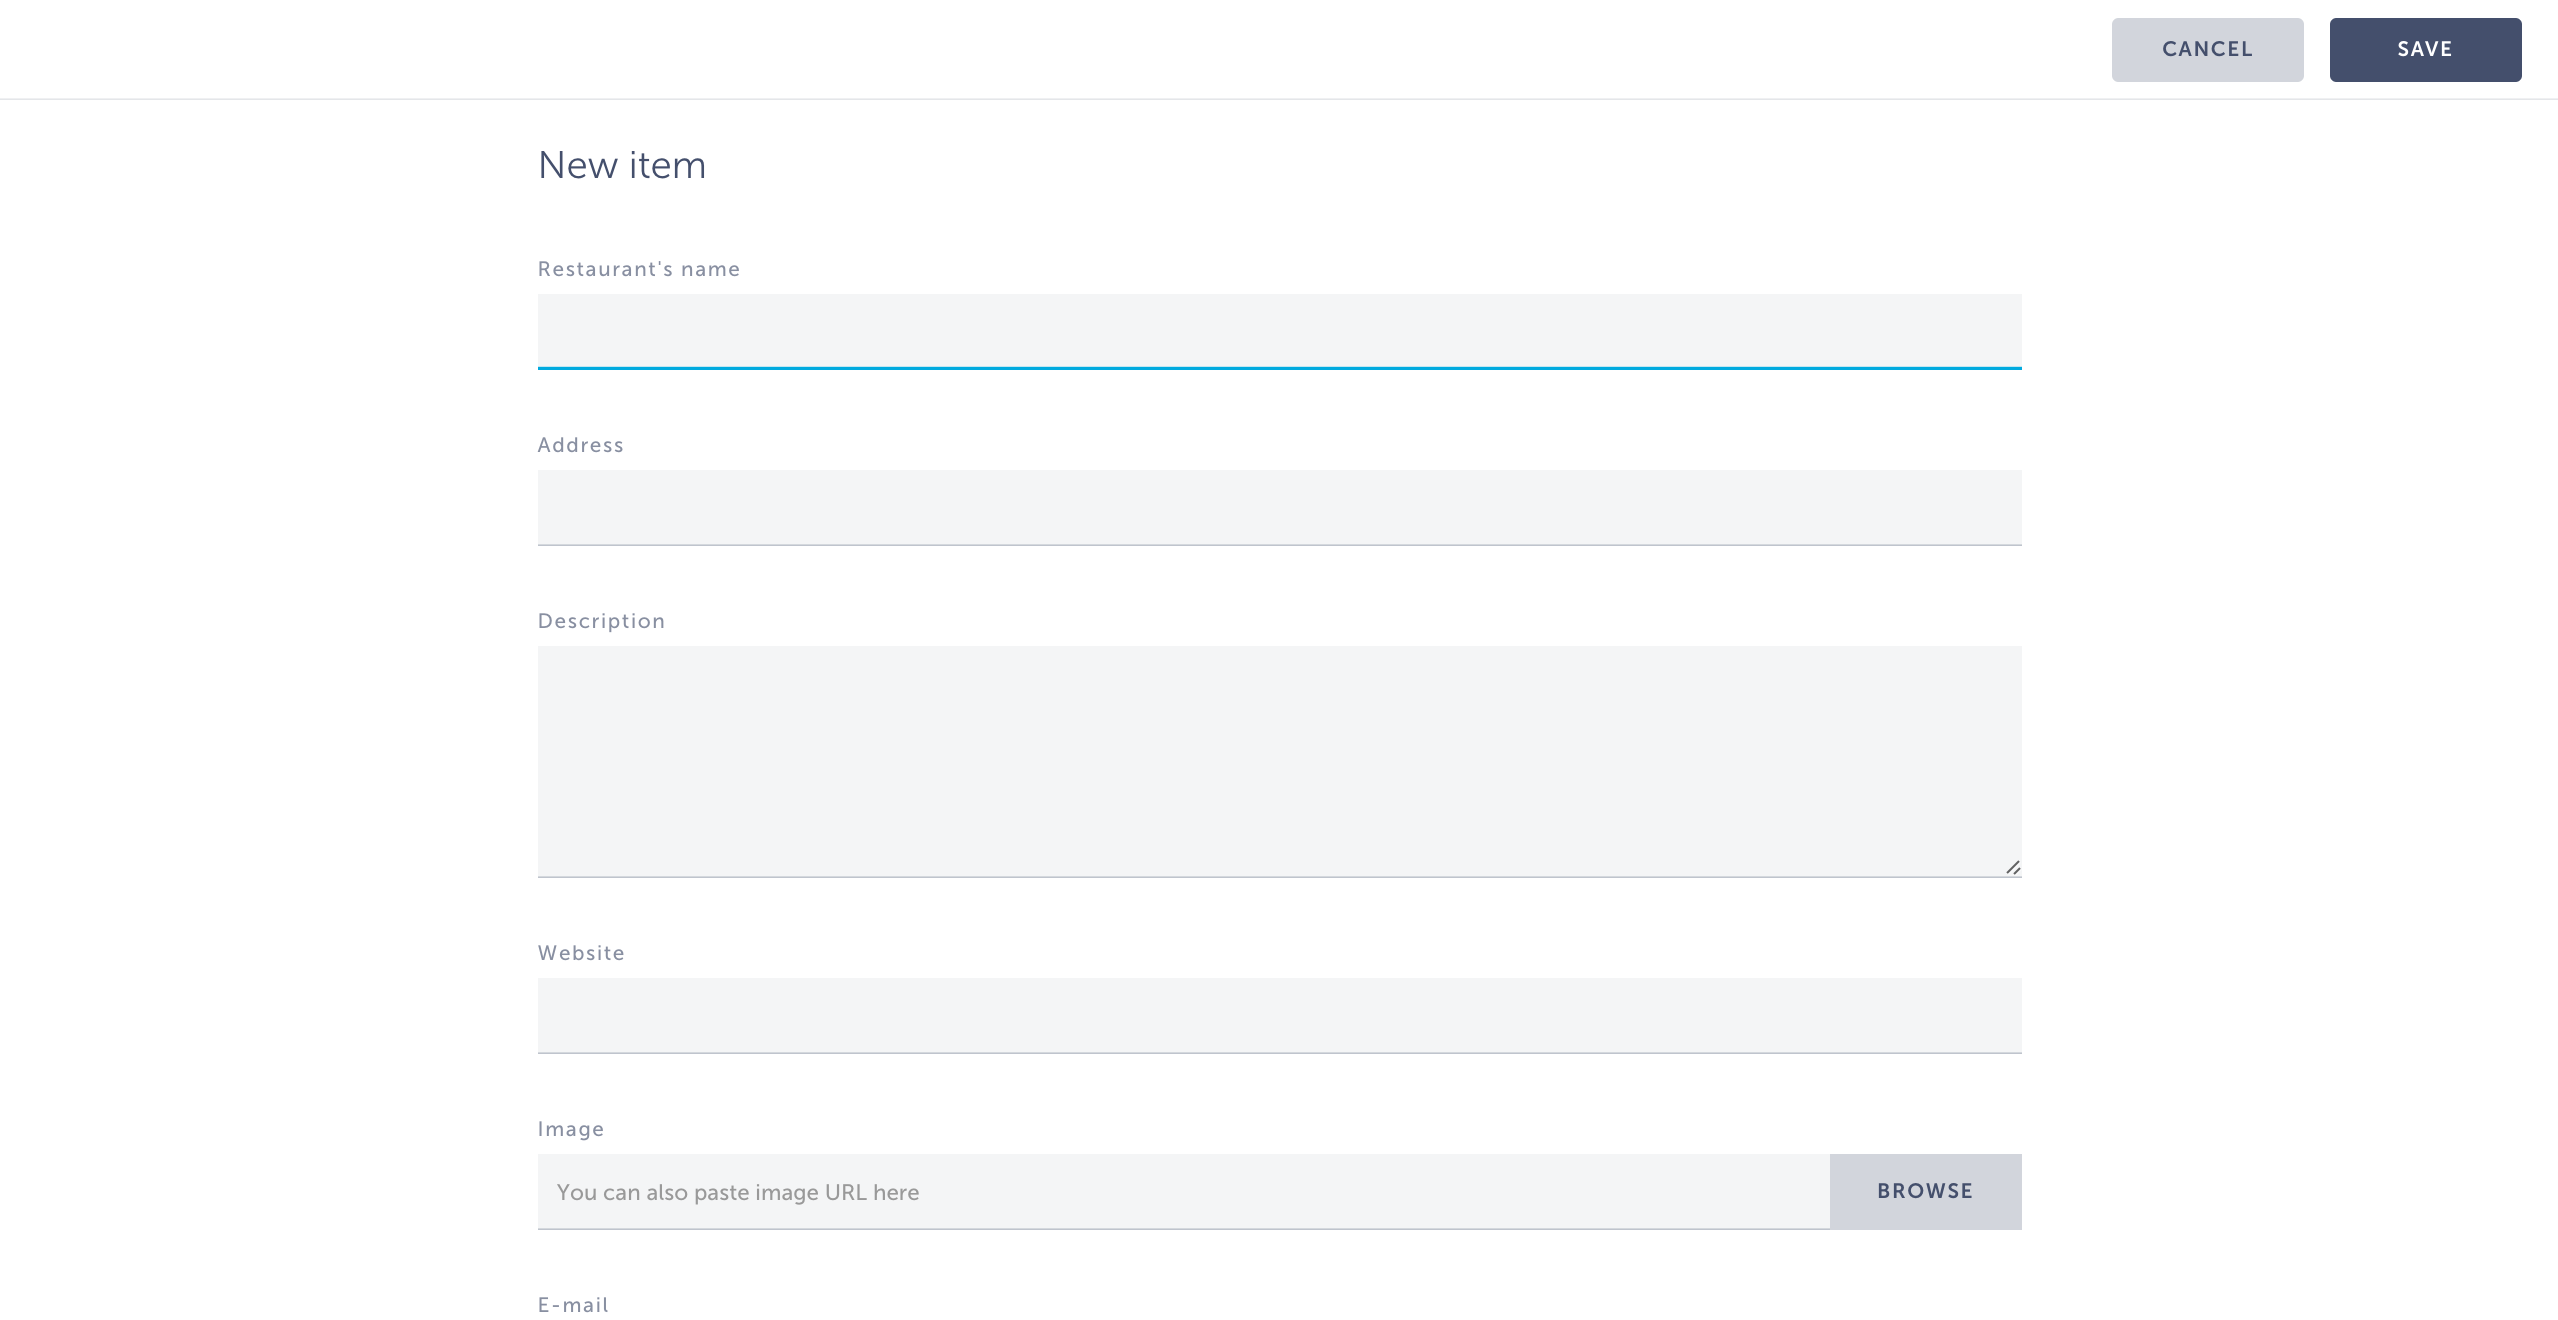 CANCEL
SAVE
New item
Restaurant's name
Address
Description
Website
Image
You can also paste image URL here
BROWSE
E-mail